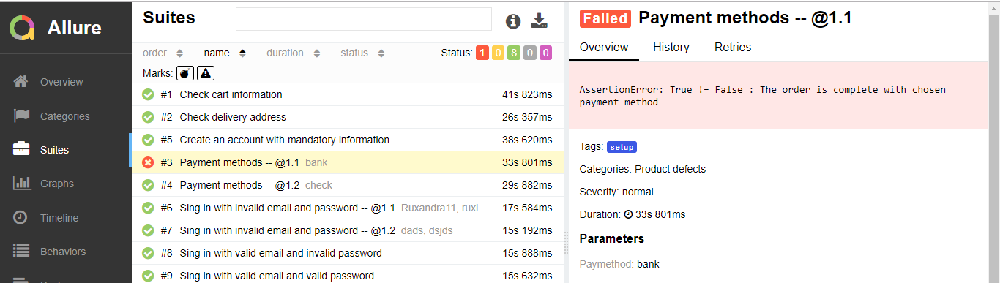 Allure
Overview
Categories
Suites
Graphs
Timeline
Behaviors
Suites
order name duration status Status: 1 0 8 0 0
Marks:
#1 Check cart information 41s 823ms
#2 Check delivery address 26s 357ms
#5 Create an account with mandatory information 38s 620ms
#3 Payment methods -- @1.1 bank 33s 801ms
#4 Payment methods -- @1.2 check 29s 882ms
#6 Sing in with invalid email and password -- @1.1 Ruxandra11, ruxi 17s 584ms
#7 Sing in with invalid email and password -- @1.2 dads, dsjds 15s 192ms
#8 Sing in with valid email and invalid password 15s 888ms
#9 Sing in with valid email and valid password 15s 632ms
Failed Payment methods -- @1.1
Overview History Retries
AssertionError: True != False : The order is complete with chosen
payment method
Tags: setup
Categories: Product defects
Severity: normal
Duration: 33s 801ms
Parameters
Paymethod: bank